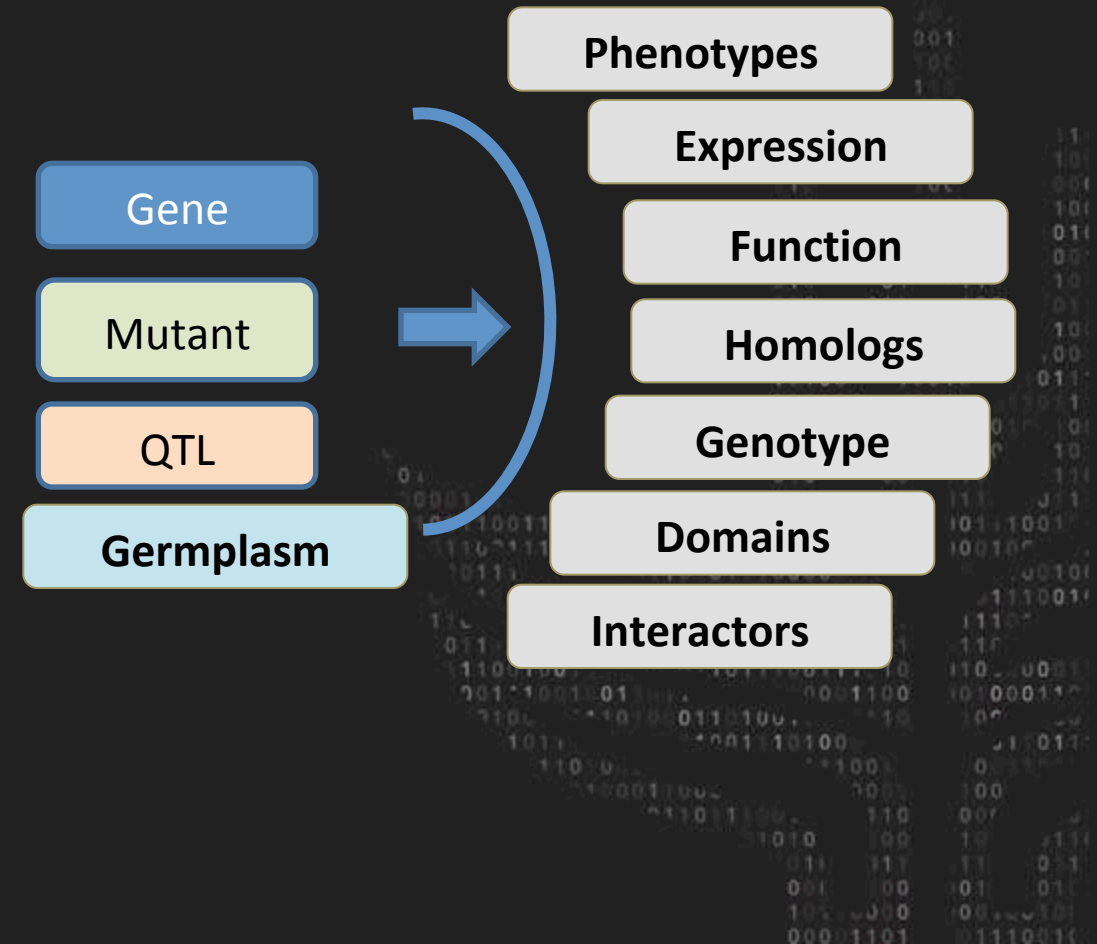 Phenotypes
Expression
Gene
Function
Mutant
Homologs
QTL
Genotype
Germplasm
Domains
Interactors